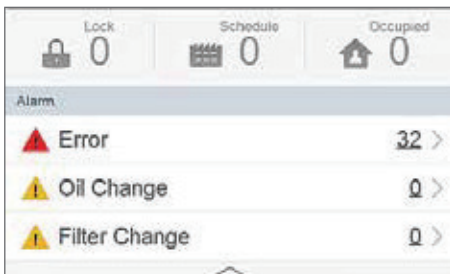 Lock Schedule Occupied
0 0 0
Alarm
Error 32
Oil Change 0
Filter Change 0